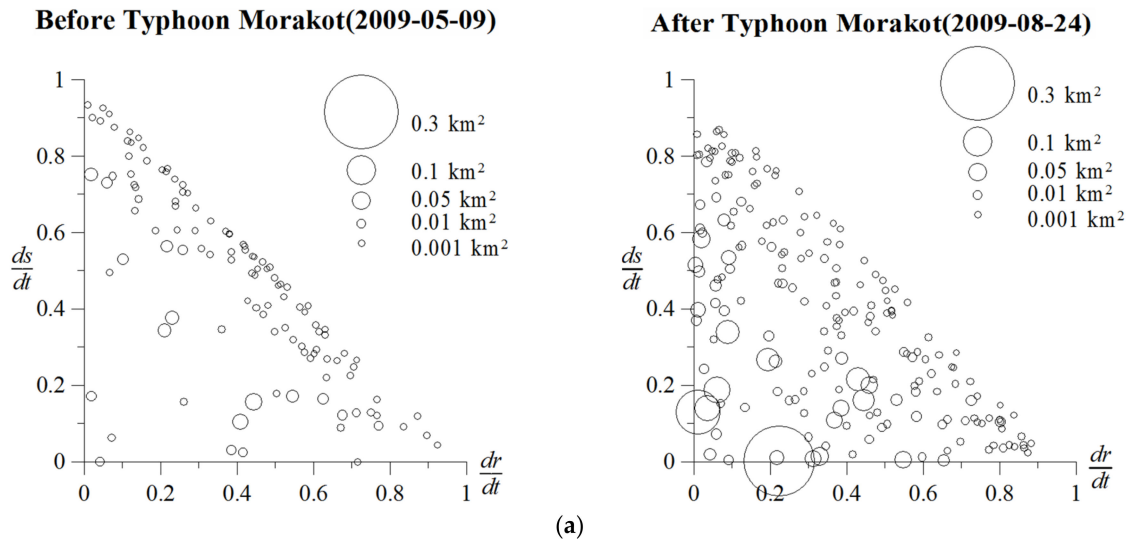 Before Typhoon Morakot(2009-05-09)
1
0.8
0.6
0.4
0.2
0
ds
dt
0 0.2 0.4 0.6 0.8 1
dr
dt
0.3 km²
0.1 km²
0.05 km²
0.01 km²
0.001 km²
After Typhoon Morakot(2009-08-24)
1
0.8
0.6
0.4
0.2
0
ds
dt
0 0.2 0.4 0.6 0.8 1
dr
dt
0.3 km²
0.1 km²
0.05 km²
0.01 km²
0.001 km²
(a)